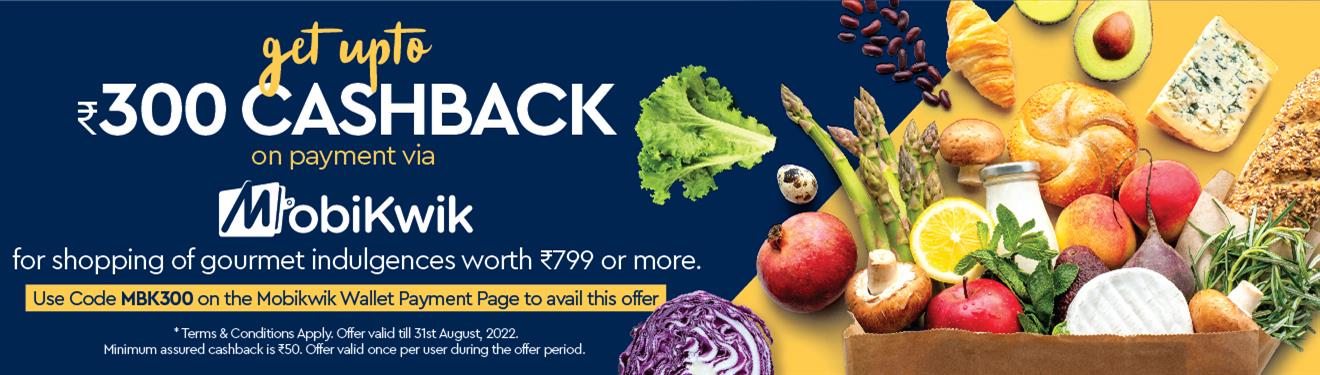 get upto
₹300 CASHBACK
on payment via
MobiKwik
for shopping of gourmet indulgences worth ₹799 or more.
Use Code MBK300 on the Mobikwik Wallet Payment Page to avail this offer
*Terms & Conditions Apply. Offer valid till 31st August, 2022.
Minimum assured cashback is ₹50. Offer valid once per user during the offer period.